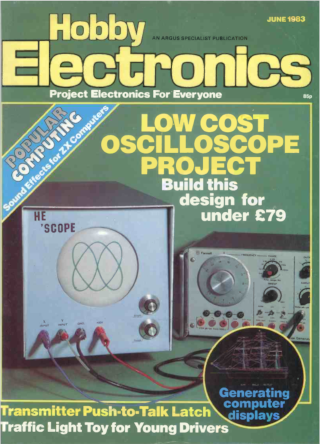 JUNE 1983
Hobby
AN ARGUS SPECIALIST PUBLICATION
Electronics
Project Electronics For Everyone
65p
POPULAR
COMPUTING
Sound Effects for ZX Computers
LOW COST
OSCILLOSCOPE
PROJECT
Build this
design for
under £79
HE
'SCOPE
Generating
computer
displays
Transmitter Push-to-Talk Latch
Traffic Light Toy for Young Drivers